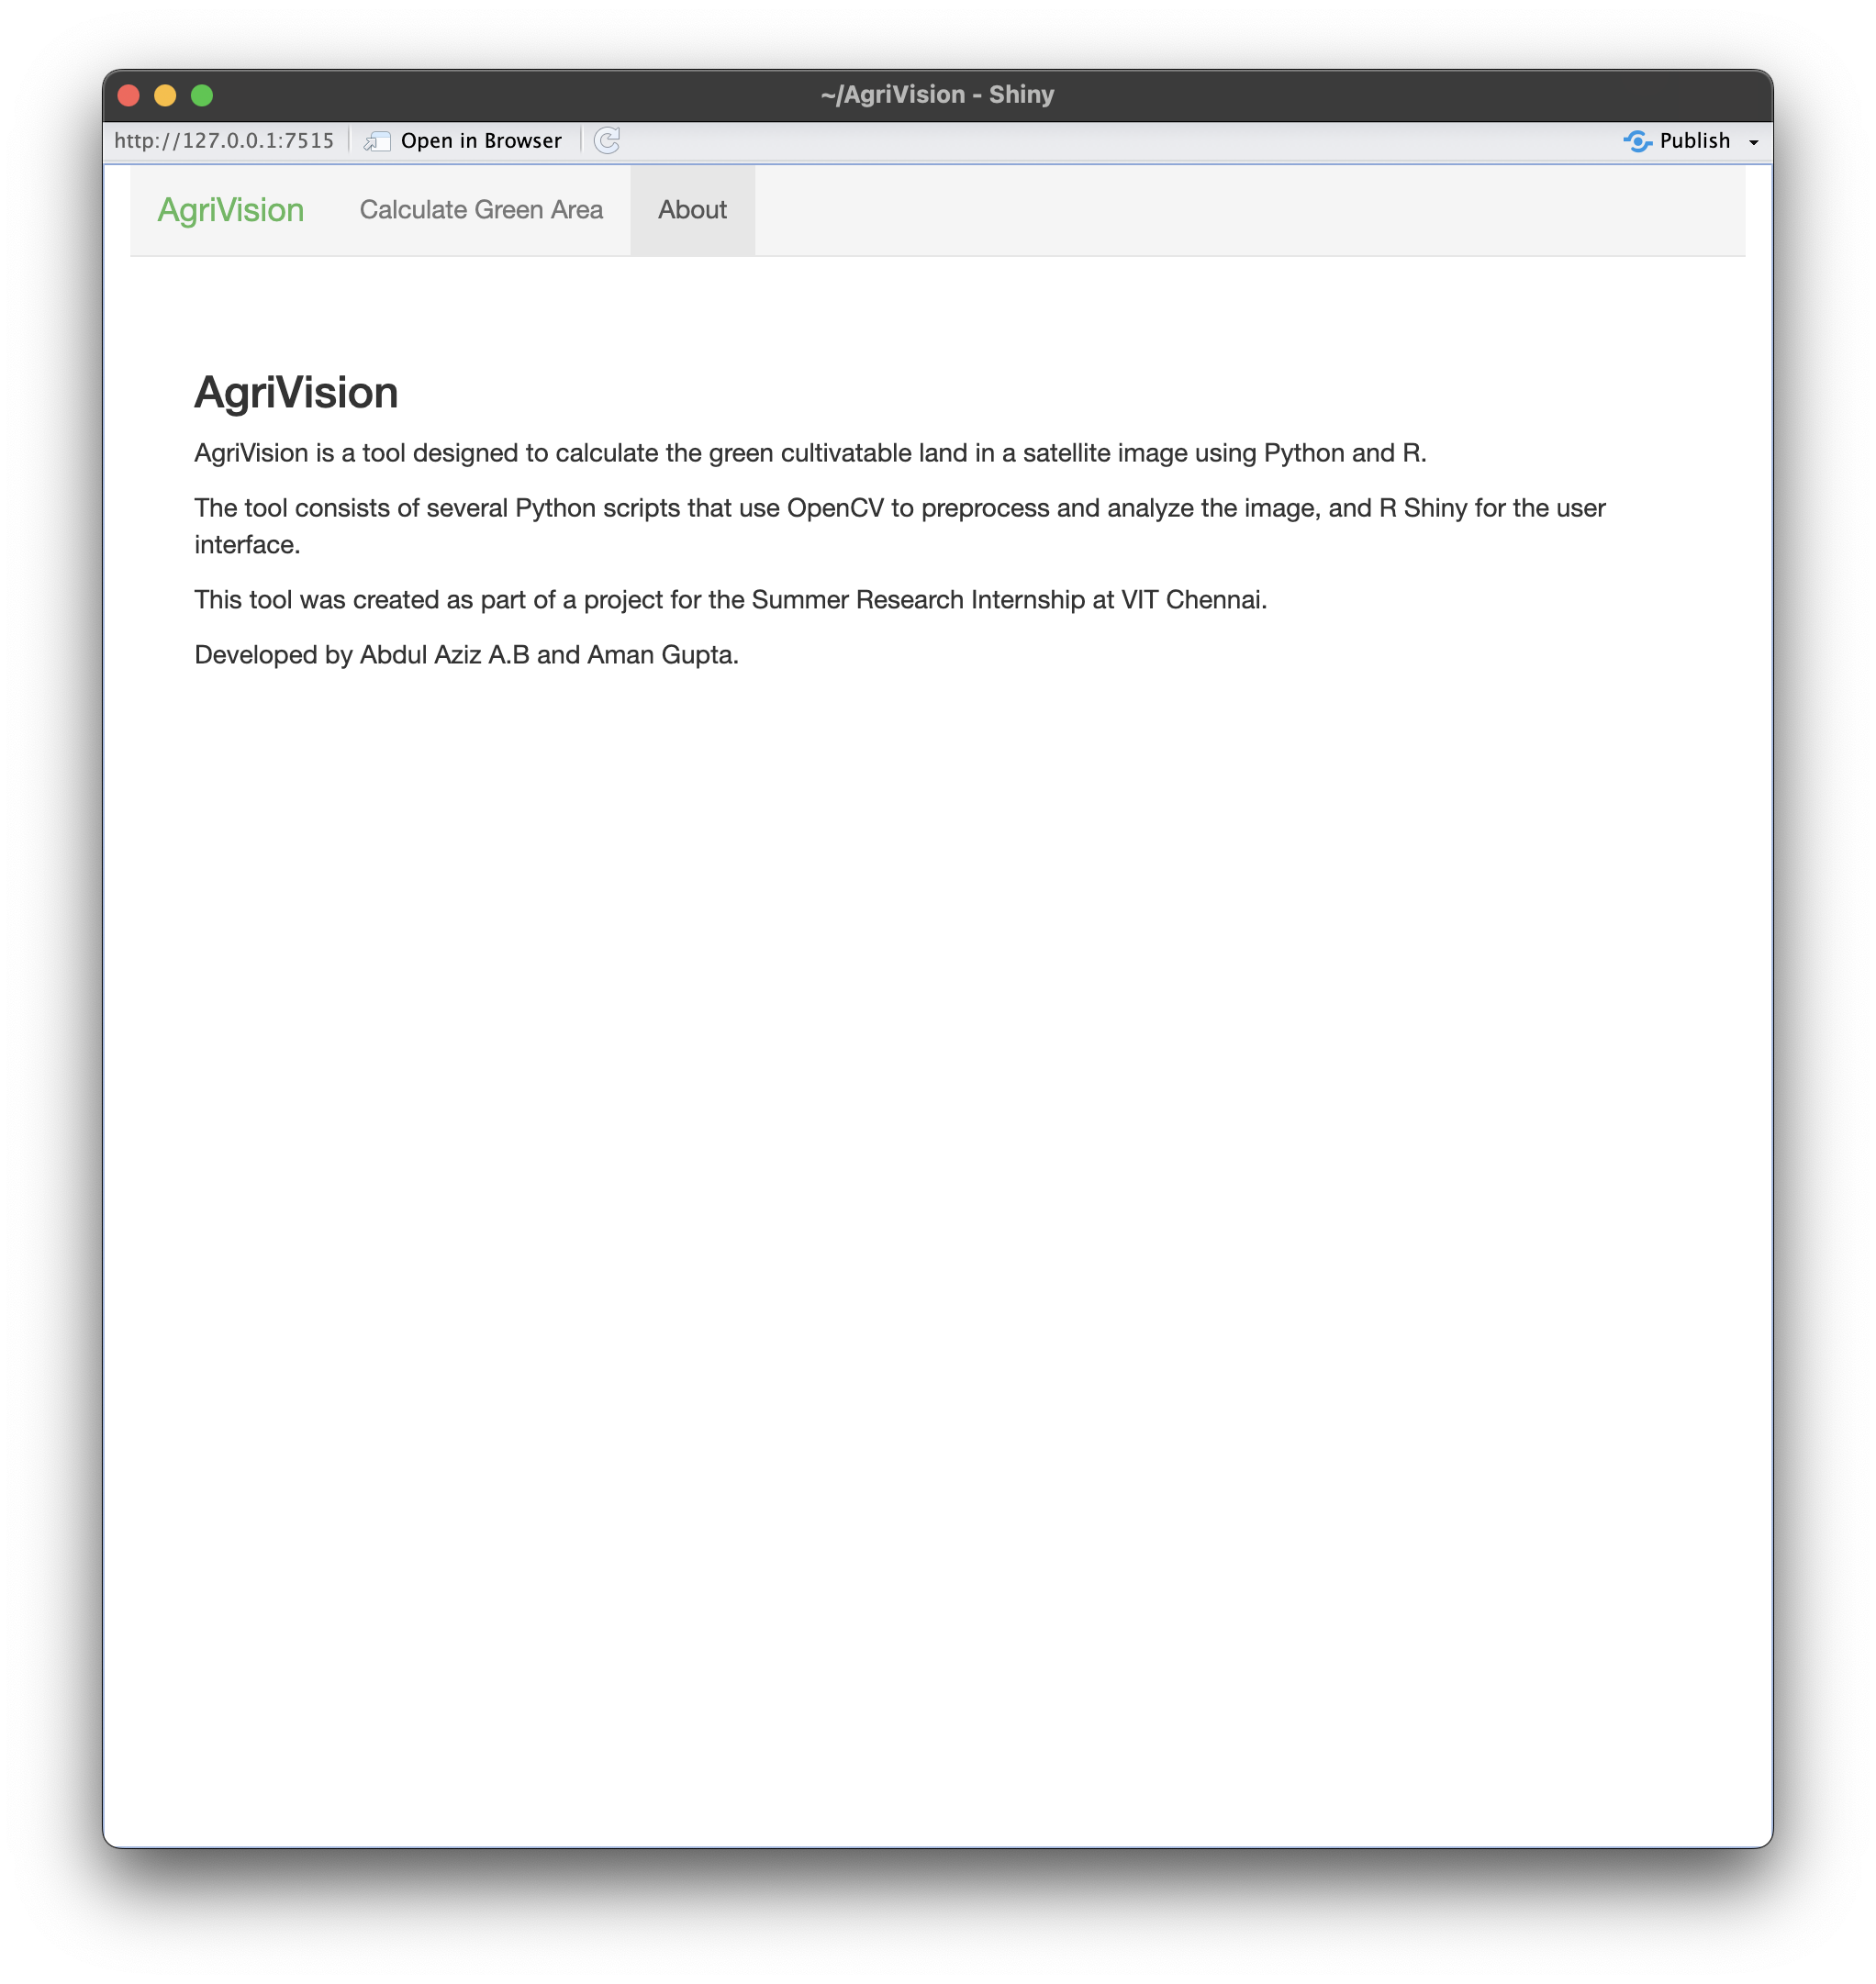 ~/AgriVision - Shiny
http://127.0.0.1:7515 Open in Browser Publish
AgriVision Calculate Green Area About
AgriVision
AgriVision is a tool designed to calculate the green cultivatable land in a satellite image using Python and R.
The tool consists of several Python scripts that use OpenCV to preprocess and analyze the image, and R Shiny for the user
interface.
This tool was created as part of a project for the Summer Research Internship at VIT Chennai.
Developed by Abdul Aziz A.B and Aman Gupta.